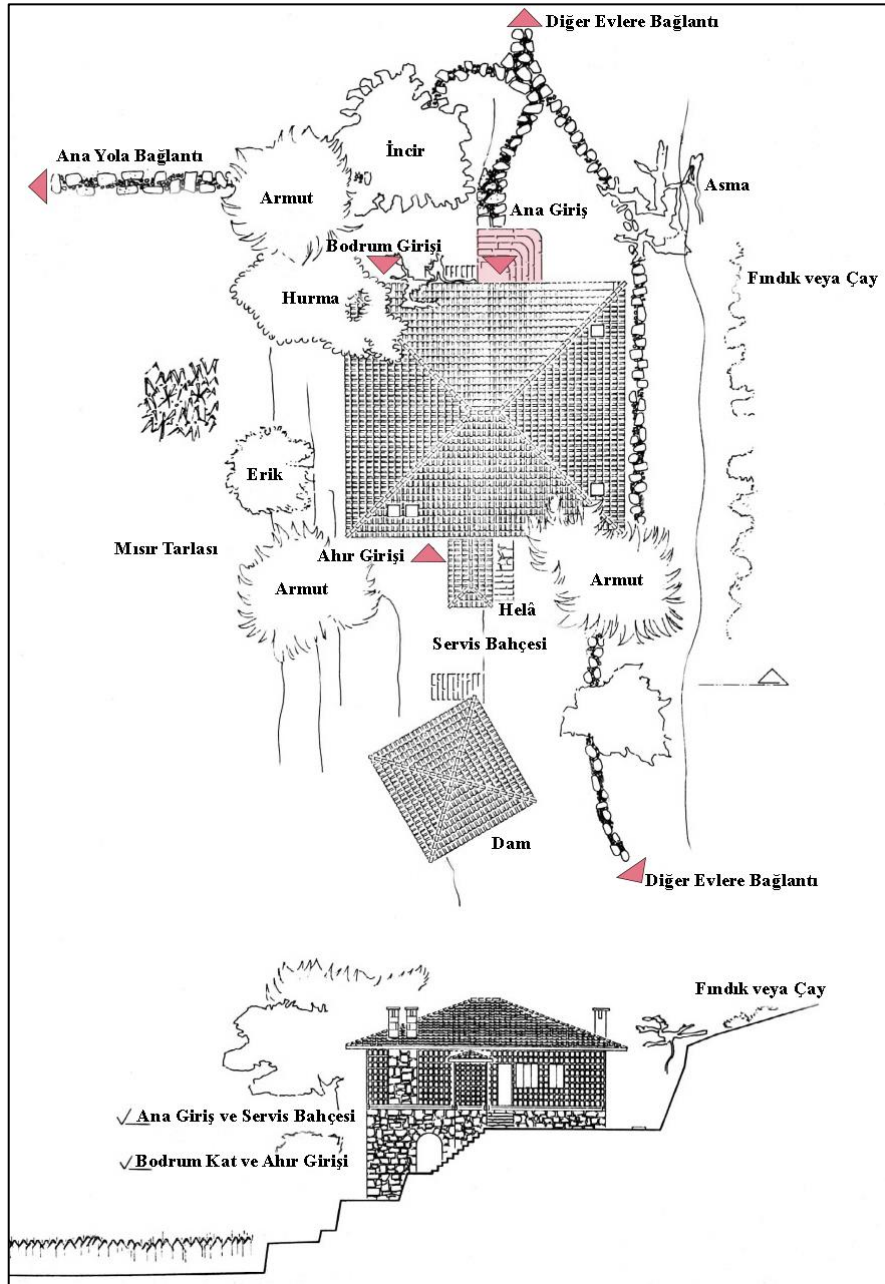 Diğer Evlere Bağlantı
İncir
Ana Yola Bağlantı
Armut
Asma
Ana Giriş
Bodrum Girişi
Fındık veya Çay
Hurma
Erik
Mısır Tarlası
Ahır Girişi
Armut
Armut
Helâ
Servis Bahçesi
Dam
Diğer Evlere Bağlantı
Fındık veya Çay
Ana Giriş ve Servis Bahçesi
Bodrum Kat ve Ahır Girişi